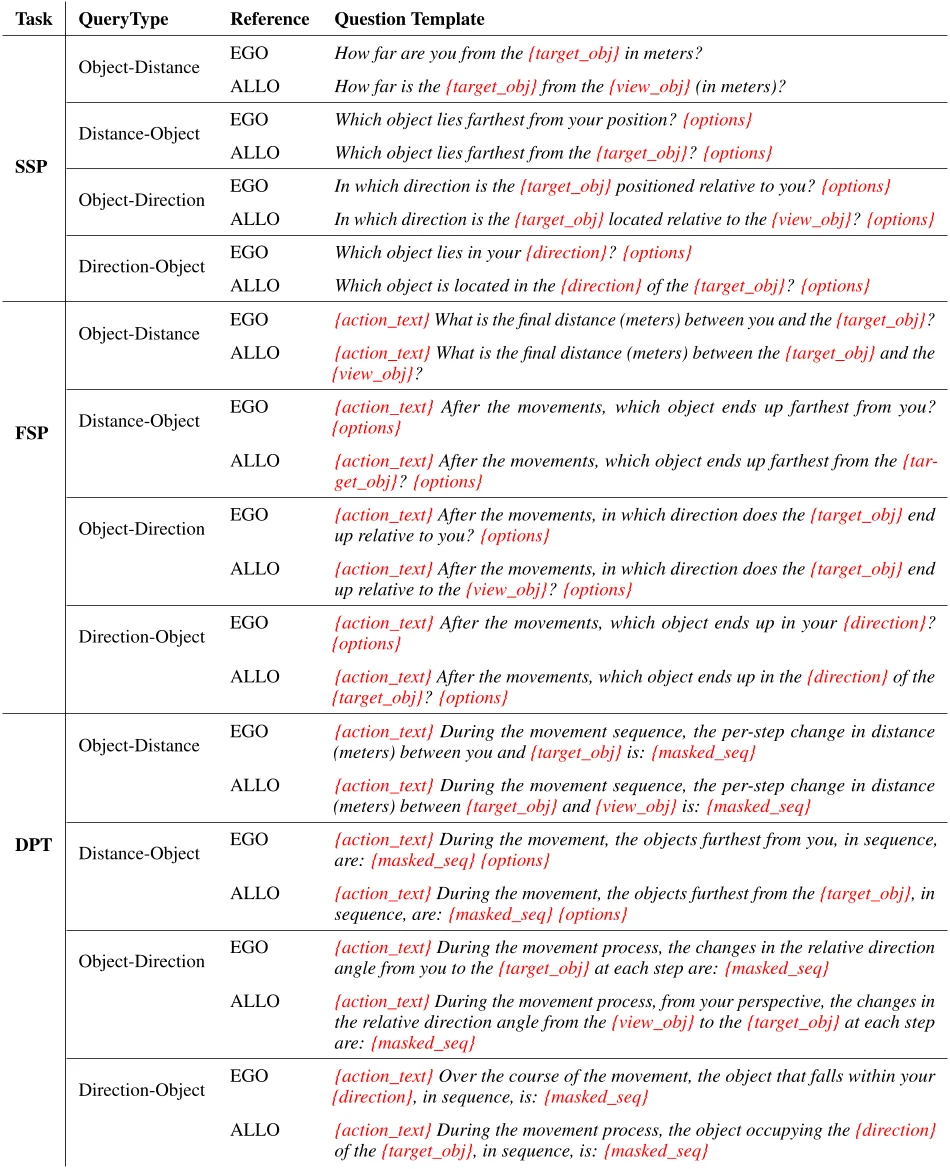 Task QueryType Reference Question Template
SSP
Object-Distance
EGO How far are you from the {target_obj} in meters?
ALLO How far is the {target_obj} from the {view_obj} (in meters)?
Distance-Object
EGO Which object lies farthest from your position? {options}
ALLO Which object lies farthest from the {target_obj}? {options}
Object-Direction
EGO In which direction is the {target_obj} positioned relative to you? {options}
ALLO In which direction is the {target_obj} located relative to the {view_obj}? {options}
Direction-Object
EGO Which object lies in your {direction}? {options}
ALLO Which object is located in the {direction} of the {target_obj}? {options}
FSP
Object-Distance
EGO {action_text} What is the final distance (meters) between you and the {target_obj}?
ALLO {action_text} What is the final distance (meters) between the {target_obj} and the
{view_obj}?
Distance-Object
EGO {action_text} After the movements, which object ends up farthest from you?
{options}
ALLO {action_text} After the movements, which object ends up farthest from the {tar-
get_obj}? {options}
Object-Direction
EGO {action_text} After the movements, in which direction does the {target_obj} end
up relative to you? {options}
ALLO {action_text} After the movements, in which direction does the {target_obj} end
up relative to the {view_obj}? {options}
Direction-Object
EGO {action_text} After the movements, which object ends up in your {direction}?
{options}
ALLO {action_text} After the movements, which object ends up in the {direction} of the
{target_obj}? {options}
DPT
Object-Distance
EGO {action_text} During the movement sequence, the per-step change in distance
(meters) between you and {target_obj} is: {masked_seq}
ALLO {action_text} During the movement sequence, the per-step change in distance
(meters) between {target_obj} and {view_obj} is: {masked_seq}
Distance-Object
EGO {action_text} During the movement, the objects furthest from you, in sequence,
are: {masked_seq} {options}
ALLO {action_text} During the movement, the objects furthest from the {target_obj}, in
sequence, are: {masked_seq} {options}
Object-Direction
EGO {action_text} During the movement process, the changes in the relative direction
angle from you to the {target_obj} at each step are: {masked_seq}
ALLO {action_text} During the movement process, from your perspective, the changes in
the relative direction angle from the {view_obj} to the {target_obj} at each step
are: {masked_seq}
Direction-Object
EGO {action_text} Over the course of the movement, the object that falls within your
{direction}, in sequence, is: {masked_seq}
ALLO {action_text} During the movement process, the object occupying the {direction}
of the {target_obj}, in sequence, is: {masked_seq}